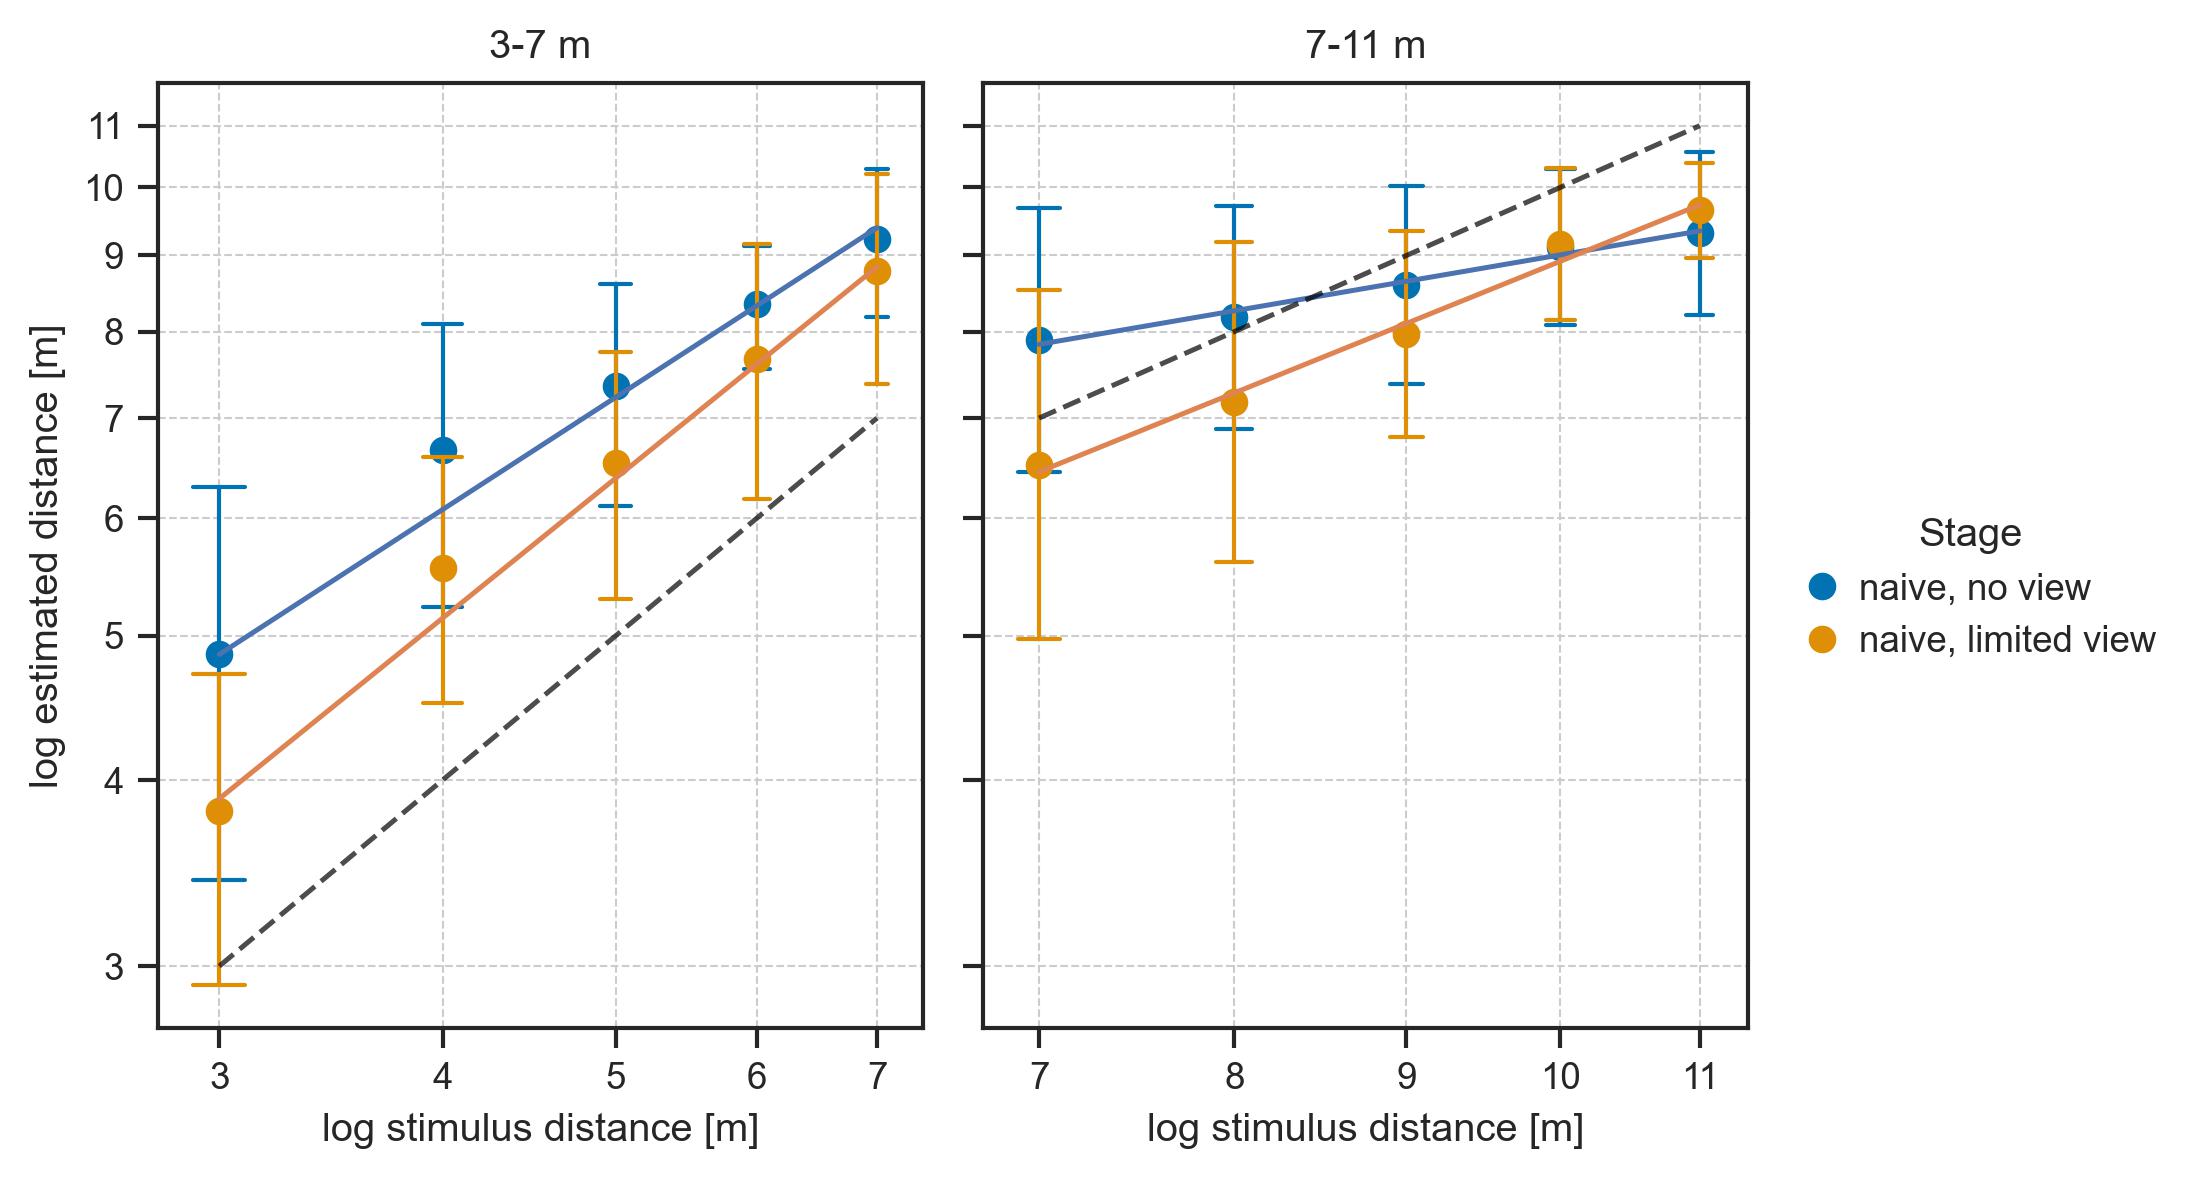 3-7 m
7-11 m
log estimated distance [m]
11
10
9
8
7
6
5
4
3
3 4 5 6 7
7 8 9 10 11
log stimulus distance [m]
log stimulus distance [m]
Stage
naive, no view
naive, limited view